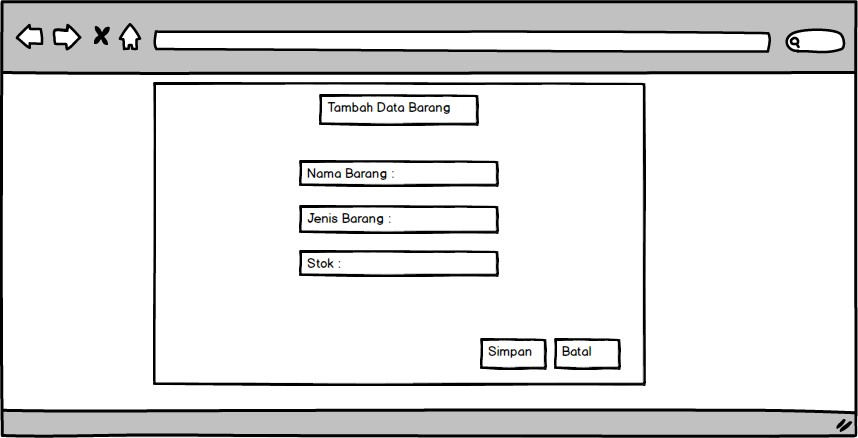 Tambah Data Barang
Nama Barang :
Jenis Barang :
Stok :
Simpan
Batal